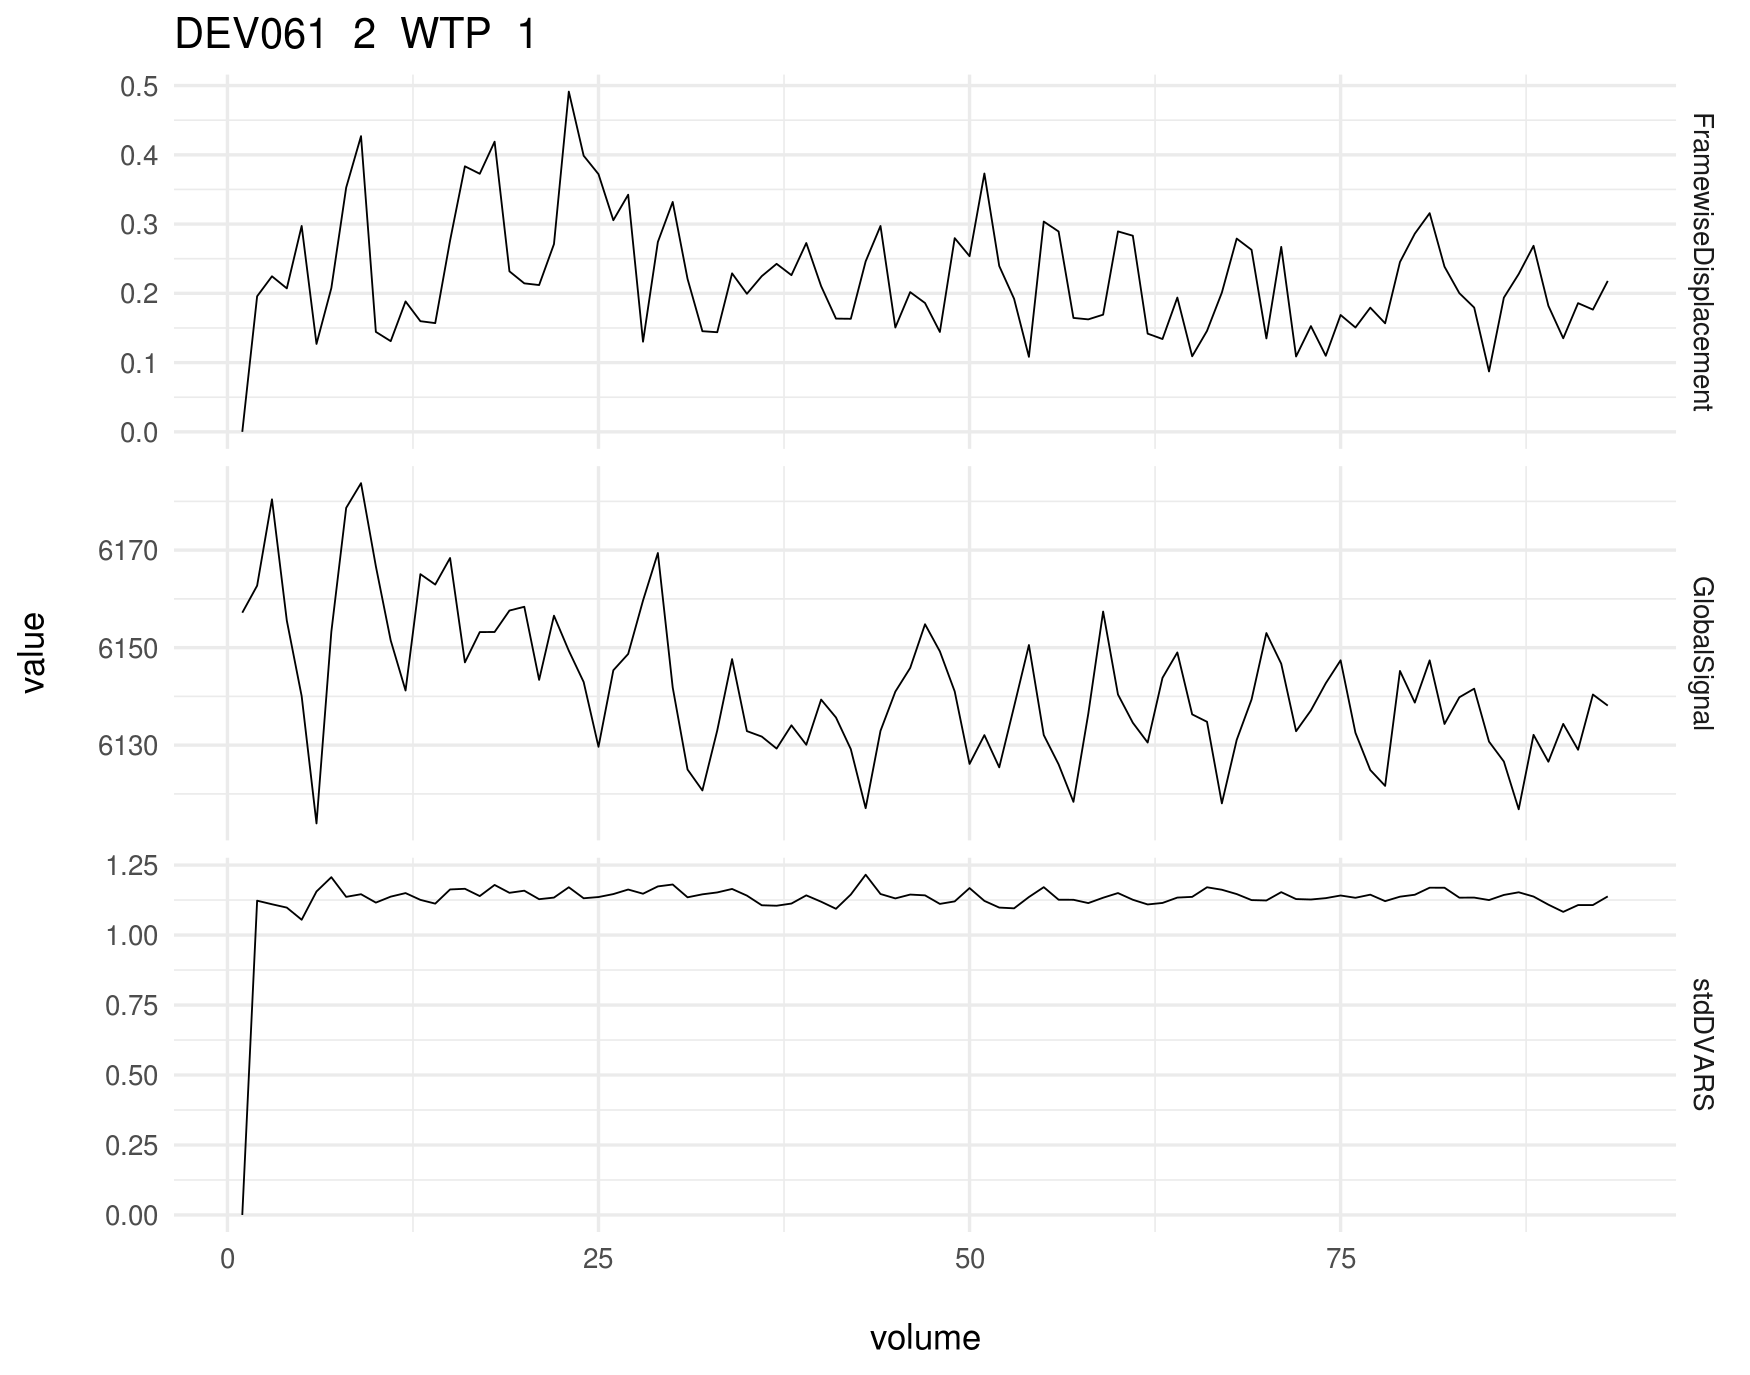 DEV061  2  WTP  1
0.5
0.4
0.3
0.2
0.1
0.0
FramewiseDisplacement
6170
6150
6130
GlobalSignal
value
1.25
1.00
0.75
0.50
0.25
0.00
stdDVARS
0 25 50 75
volume